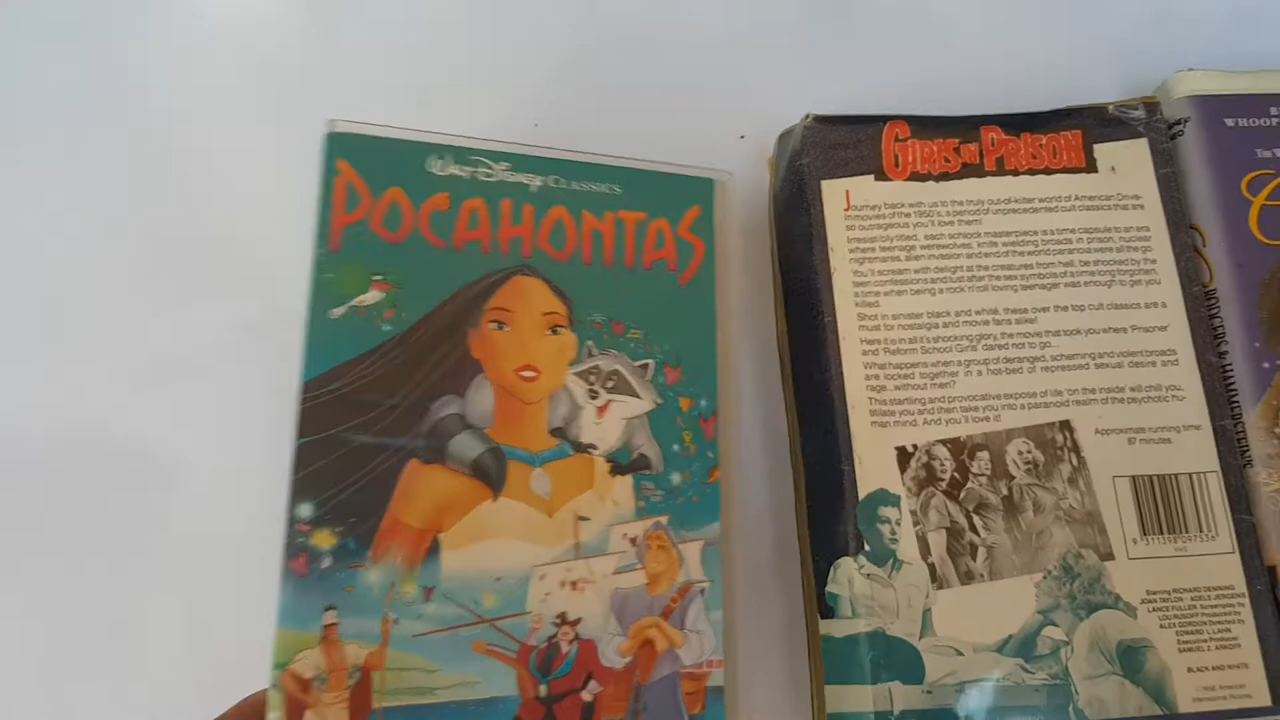 WALT DISNEY CLASSICS
POCAHONTAS
GIRLS IN PRISON
Journey back with us to the truly out-of-kilter world of American Drive-
In movies of the 1950's, a period of unprecedented cult classics that are
so outrageous you'll love them!
Irresistibly titled, each schlock masterpiece is a time capsule to an era
where teenage werewolves, knife wielding broads in prison, nuclear
nightmares, alien invasion and end of the world paranoia were all the go.
You'll scream with delight at the creatures from hell, be shocked by the
teen confessions and lust after the sex symbols of a time long forgotten,
a time when being a rock'n'roll loving teenager was enough to get you
killed.
Shot in sinister black and white, these over the top cult classics are a
must for nostalgia and movie fans alike!
Here it is in all it's shocking glory, the movie that took you where 'Prisoner'
and 'Reform School Girls' dared not to go...
What happens when a group of deranged, scheming and violent broads
are locked together in a hot-bed of repressed sexual desire and
rage...without men?
This startling and provocative expose of life 'on the inside' will chill you,
titilate you and then take you into a paranoid realm of the psychotic hu-
man mind. And you'll love it!
Approximate running time:
87 minutes.
9 311398 097536
VHS
Starring RICHARD DENNING
JOAN TAYLOR - ADELE JERGENS
LANCE FULLER Screenplay by
LOU RUSOFF Produced by
ALEX GORDON Directed by
EDWARD L. CAHN
Executive Producer
SAMUEL Z. ARKOFF
BLACK AND WHITE
American
International Pictures
WHOOP
RODGERS & HAMMERSTEIN'S